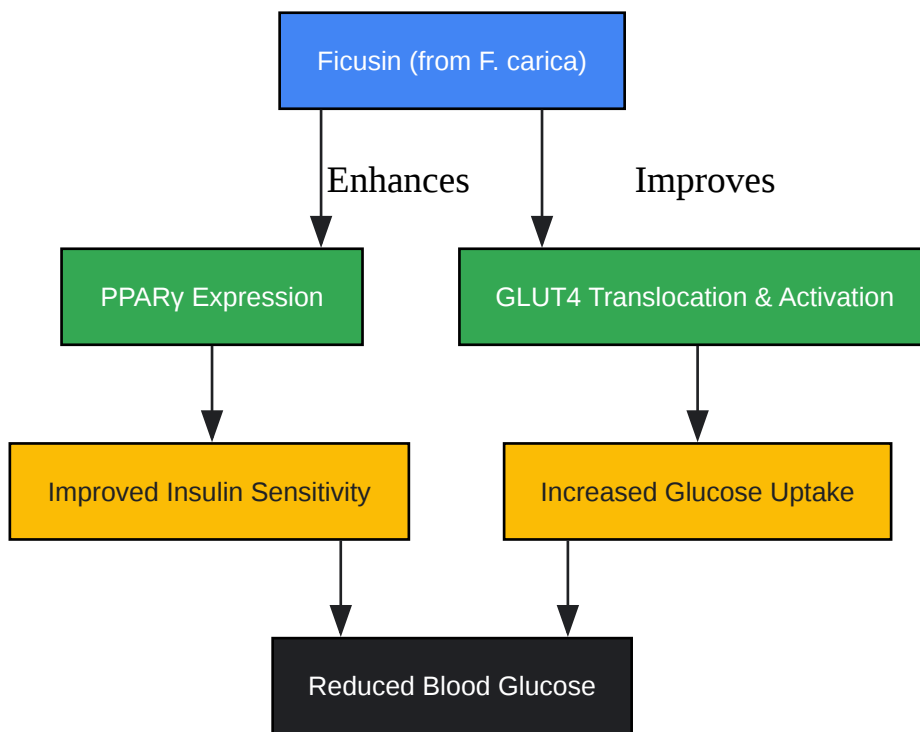 Ficusin (from F. carica)
Enhances
Improves
PPARγ Expression
GLUT4 Translocation & Activation
Improved Insulin Sensitivity
Increased Glucose Uptake
Reduced Blood Glucose